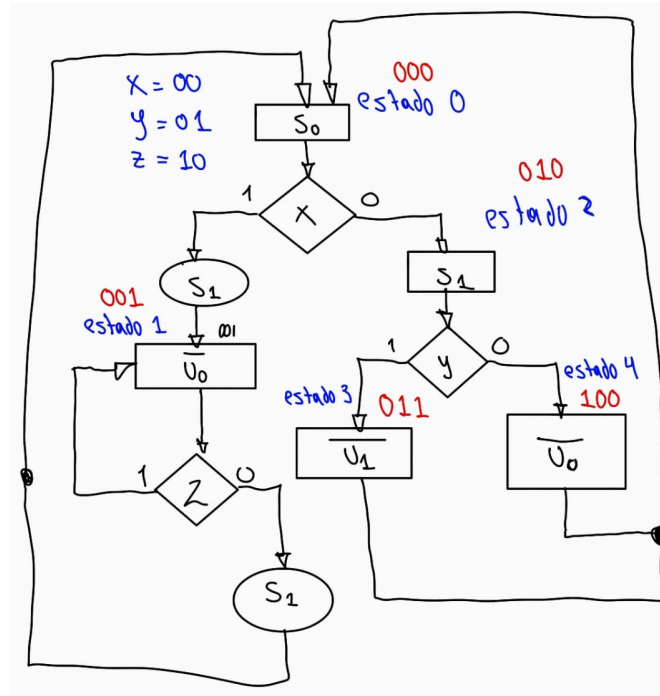 x = 00
y = 01
z = 10
000
estado 0
S0
1
x
0
010
estado 2
S1
S1
001
estado 1
001
U0
1
y
0
estado 3
011
estado 4
100
U1
U0
1
Z
0
S1